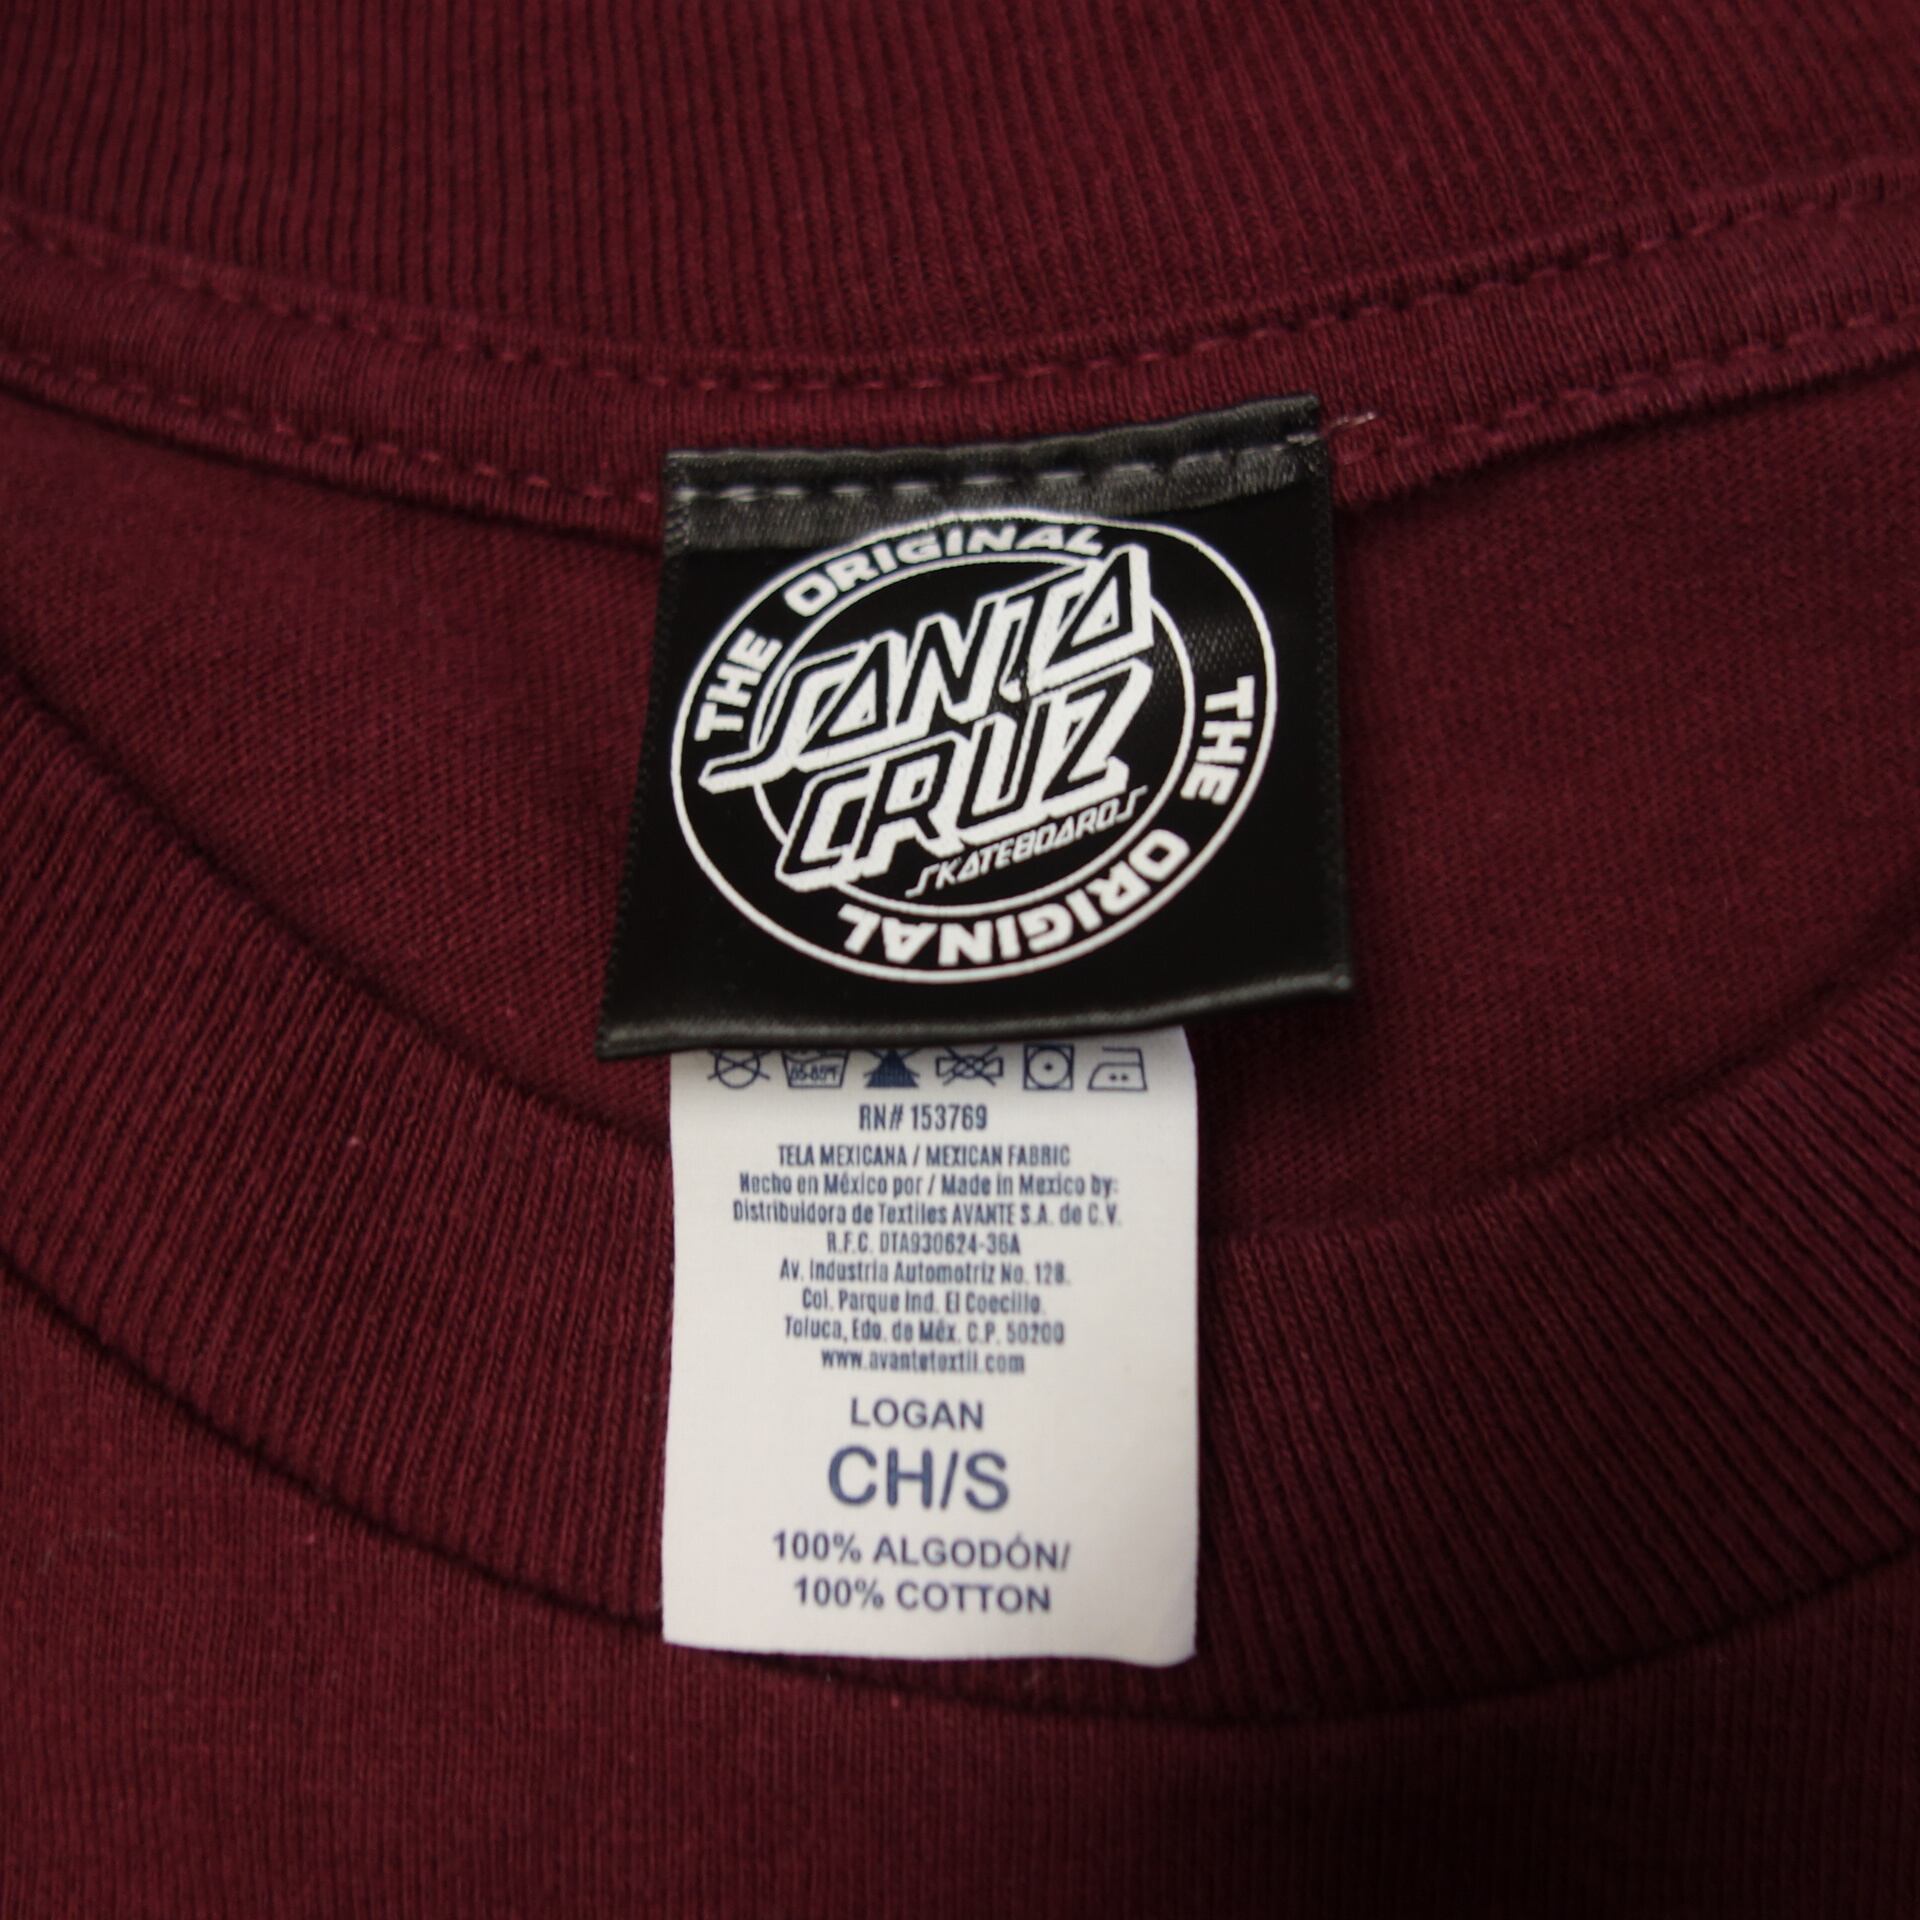 THE ORIGINAL
SANTA
CRUZ
SKATEBOARDS
THE ORIGINAL
65-85°F
RN# 153769
TELA MEXICANA / MEXICAN FABRIC
Hecho en México por / Made in Mexico by:
Distribuidora de Textiles AVANTE S.A. de C.V.
R.F.C. DTA930624-36A
Av. Industria Automotriz No. 128.
Col. Parque Ind. El Coecillo.
Toluca, Edo. de Méx. C.P. 50200
www.avantetextil.com
LOGAN
CH/S
100% ALGODÓN/
100% COTTON